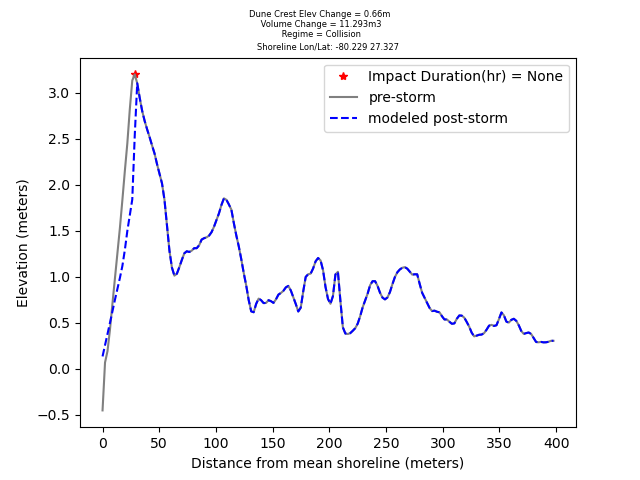 Dune Crest Elev Change = 0.66m
Volume Change = 11.293m3
Regime = Collision
Shoreline Lon/Lat: -80.229 27.327
Impact Duration(hr) = None
pre-storm
modeled post-storm
Elevation (meters)
3.0
2.5
2.0
1.5
1.0
0.5
0.0
−0.5
0 50 100 150 200 250 300 350 400
Distance from mean shoreline (meters)